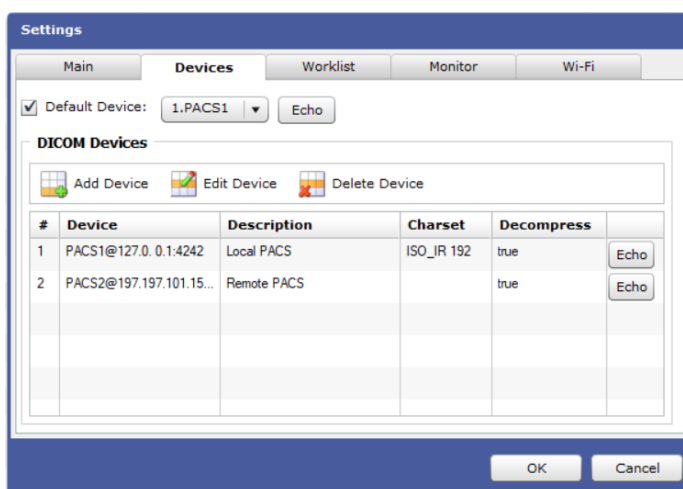 Settings
Main Devices Worklist Monitor Wi-Fi
Default Device: 1.PACS1 Echo
DICOM Devices
Add Device Edit Device Delete Device
# Device Description Charset Decompress
1 PACS1@127.0. 0.1:4242 Local PACS ISO_IR 192 true Echo
2 PACS2@197.197.101.15... Remote PACS true Echo
OK Cancel